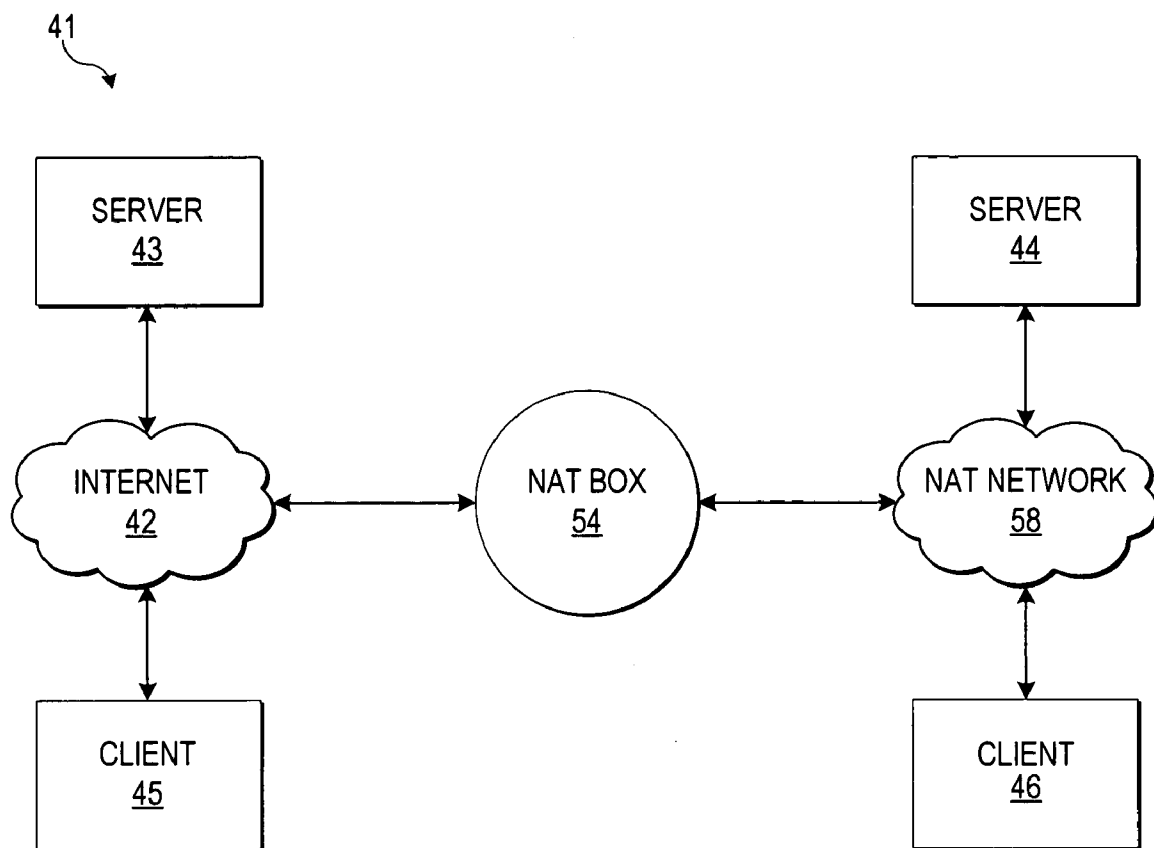 41
SERVER
43
SERVER
44
INTERNET
42
NAT BOX
54
NAT NETWORK
58
CLIENT
45
CLIENT
46